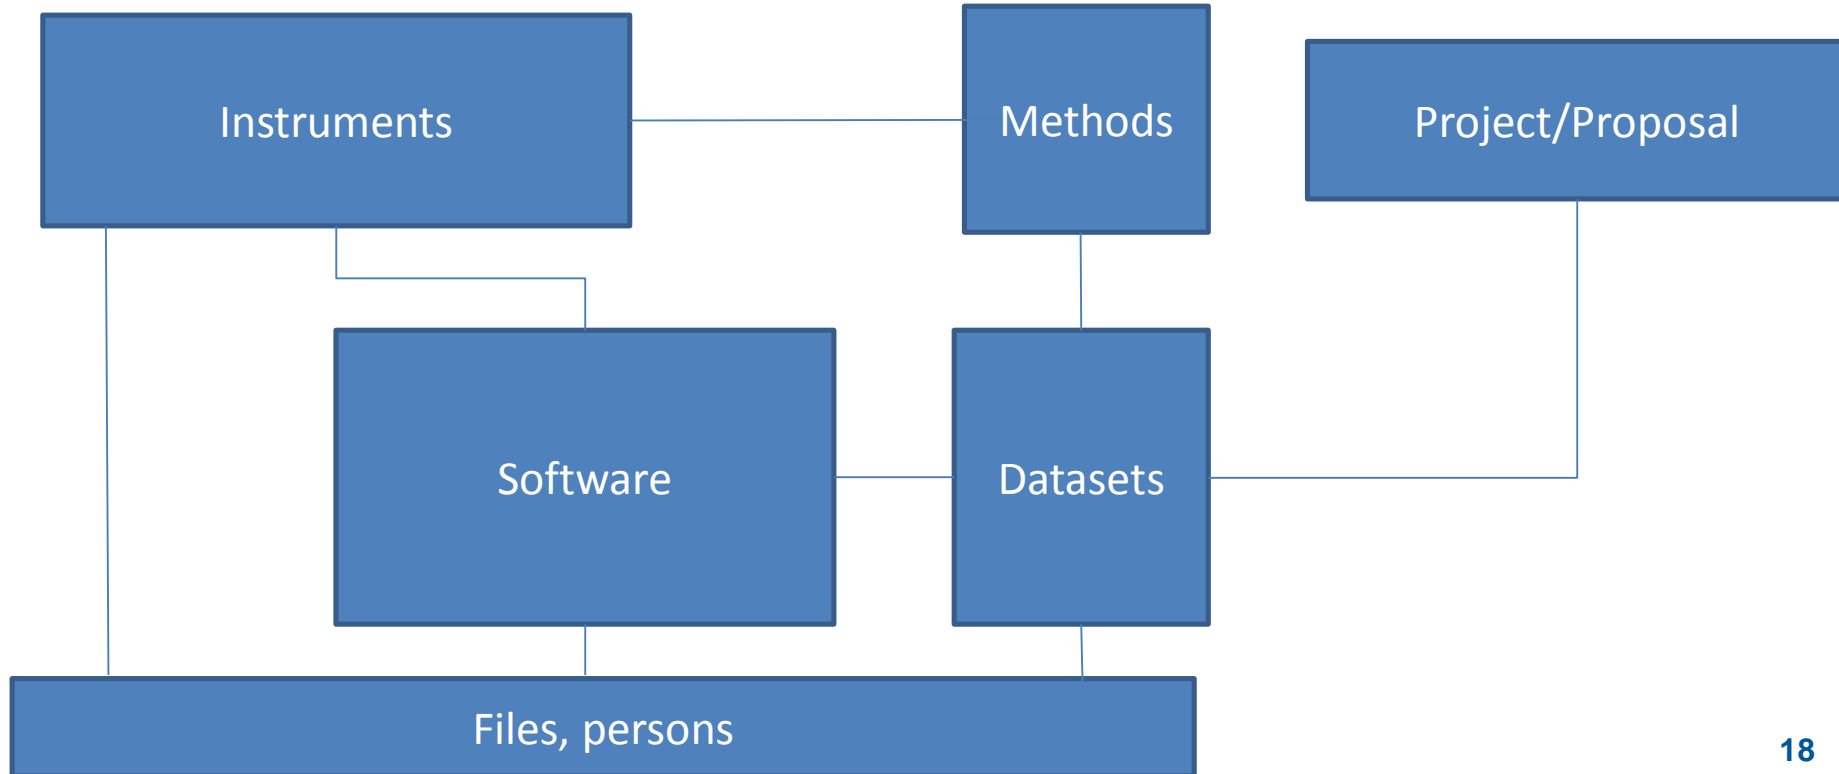 Instruments
Methods
Project/Proposal
Software
Datasets
Files, persons
18